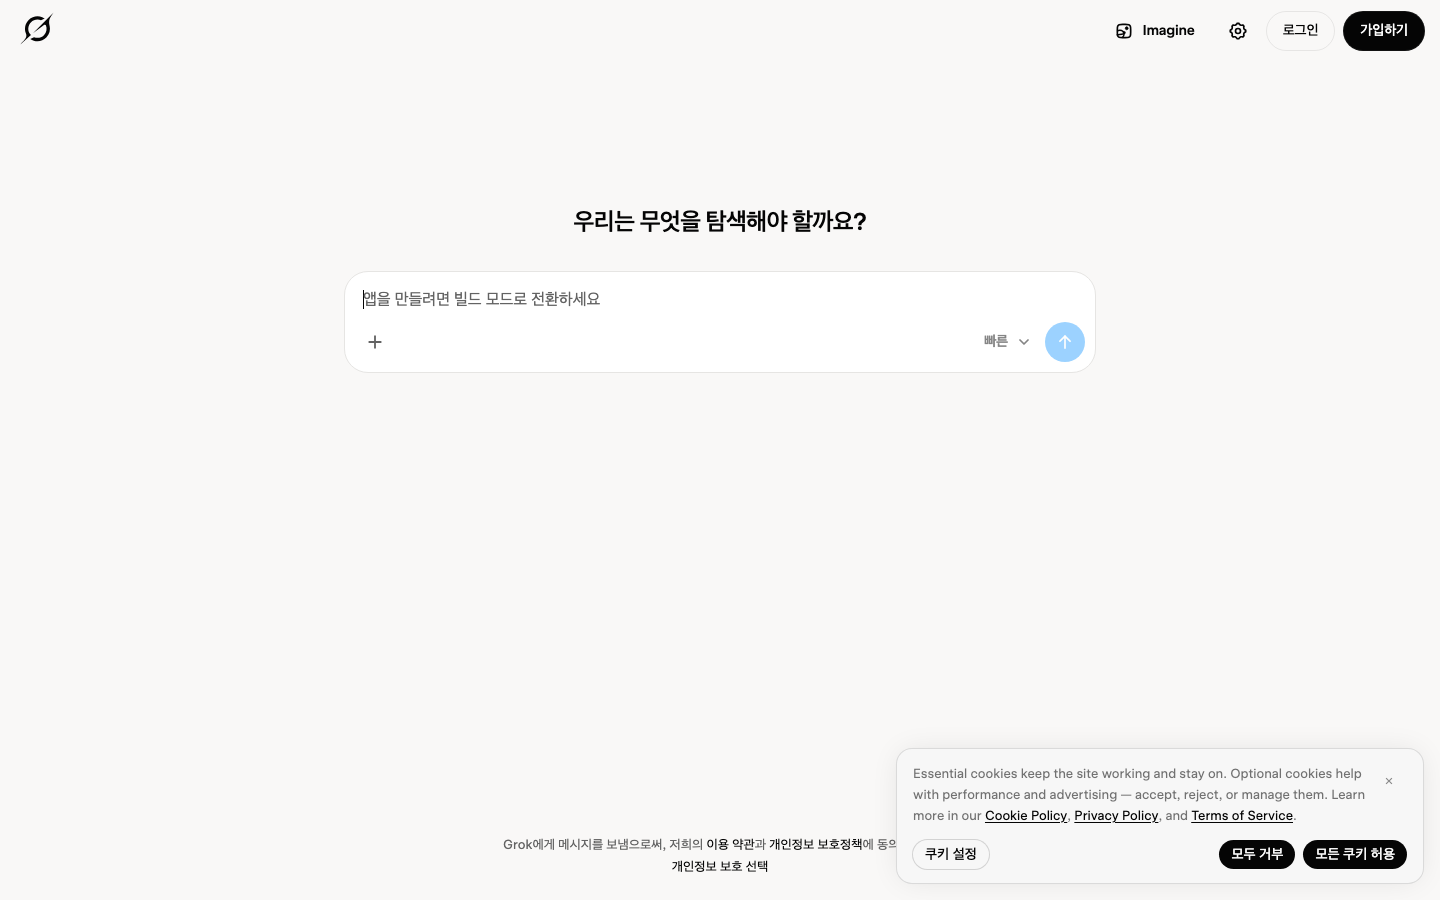 Imagine
로그인
가입하기
우리는 무엇을 탐색해야 할까요?
앱을 만들려면 빌드 모드로 전환하세요
빠른
Essential cookies keep the site working and stay on. Optional cookies help
with performance and advertising — accept, reject, or manage them. Learn
more in our Cookie Policy, Privacy Policy, and Terms of Service.
쿠키 설정
모두 거부
모든 쿠키 허용
Grok에게 메시지를 보냄으로써, 저희의 이용 약관과 개인정보 보호정책에 동의
개인정보 보호 선택